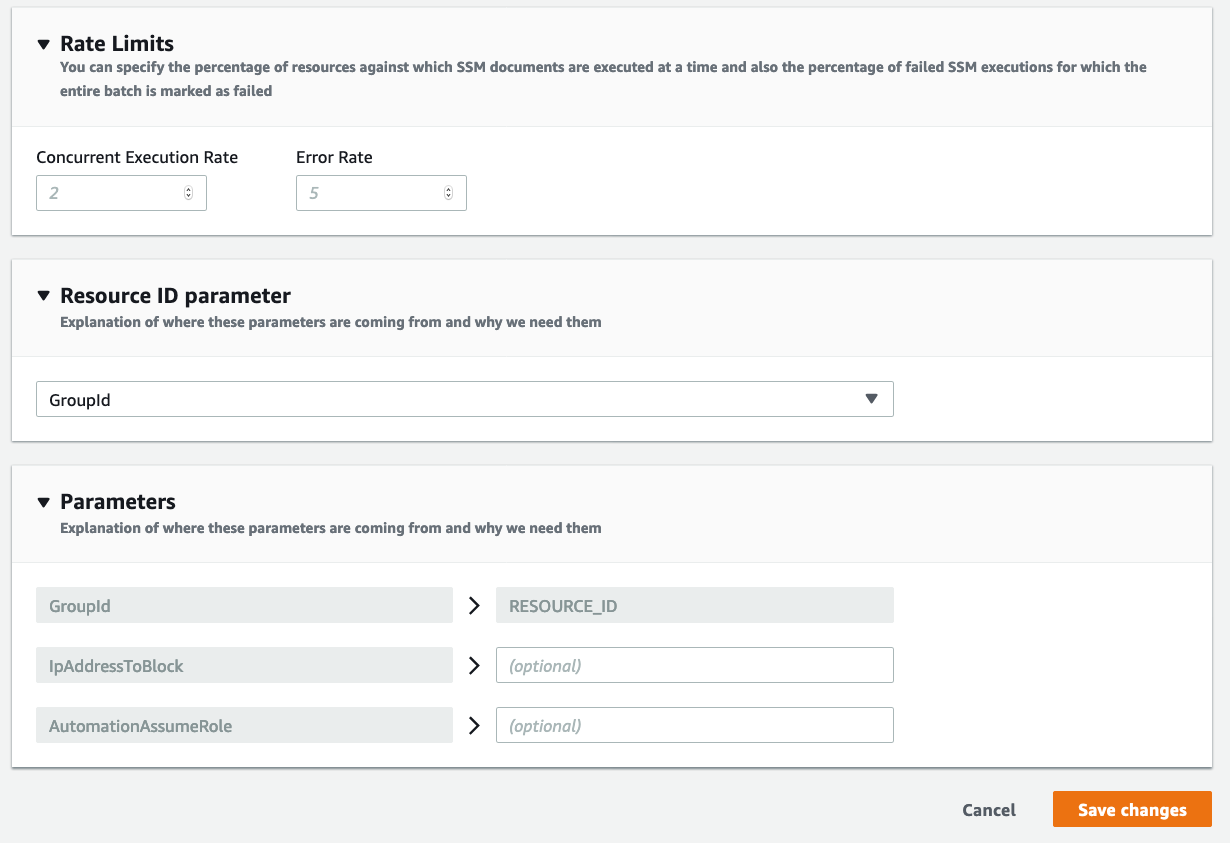 Rate Limits
You can specify the percentage of resources against which SSM documents are executed at a time and also the percentage of failed SSM executions for which the
entire batch is marked as failed
Concurrent Execution Rate
Error Rate
2
5
Resource ID parameter
Explanation of where these parameters are coming from and why we need them
GroupId
Parameters
Explanation of where these parameters are coming from and why we need them
GroupId
RESOURCE_ID
IpAddressToBlock
(optional)
AutomationAssumeRole
(optional)
Cancel
Save changes